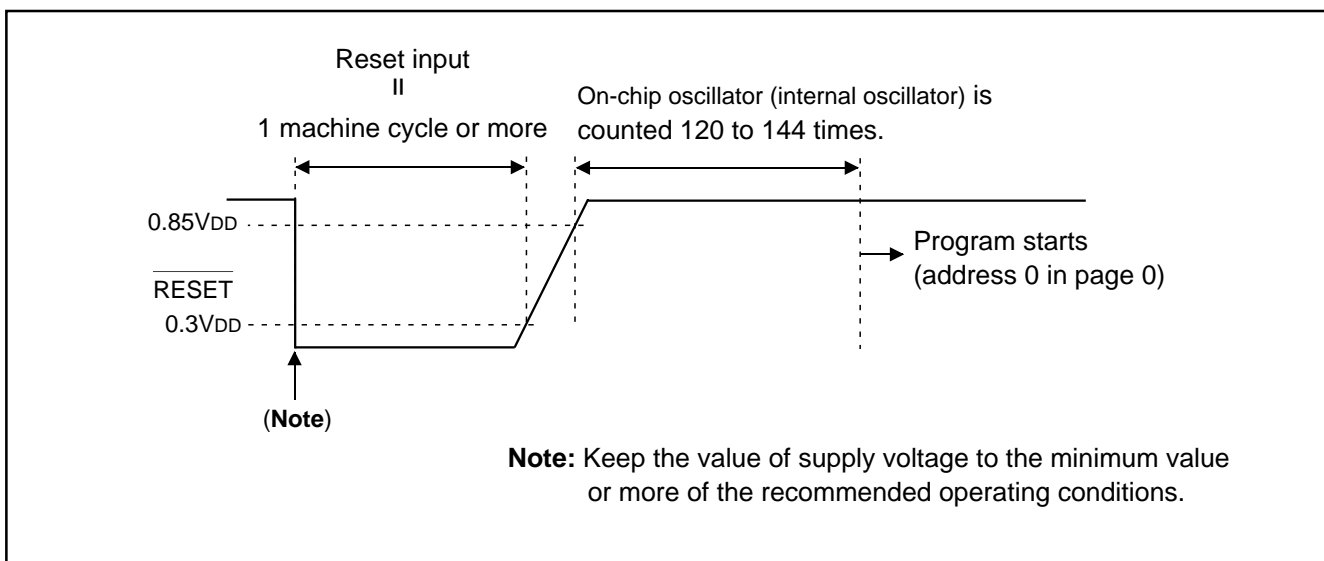 Reset input
=
1 machine cycle or more
On-chip oscillator (internal oscillator) is
counted 120 to 144 times.
0.85VDD
RESET
0.3VDD
Program starts
(address 0 in page 0)
(Note)
Note: Keep the value of supply voltage to the minimum value
or more of the recommended operating conditions.